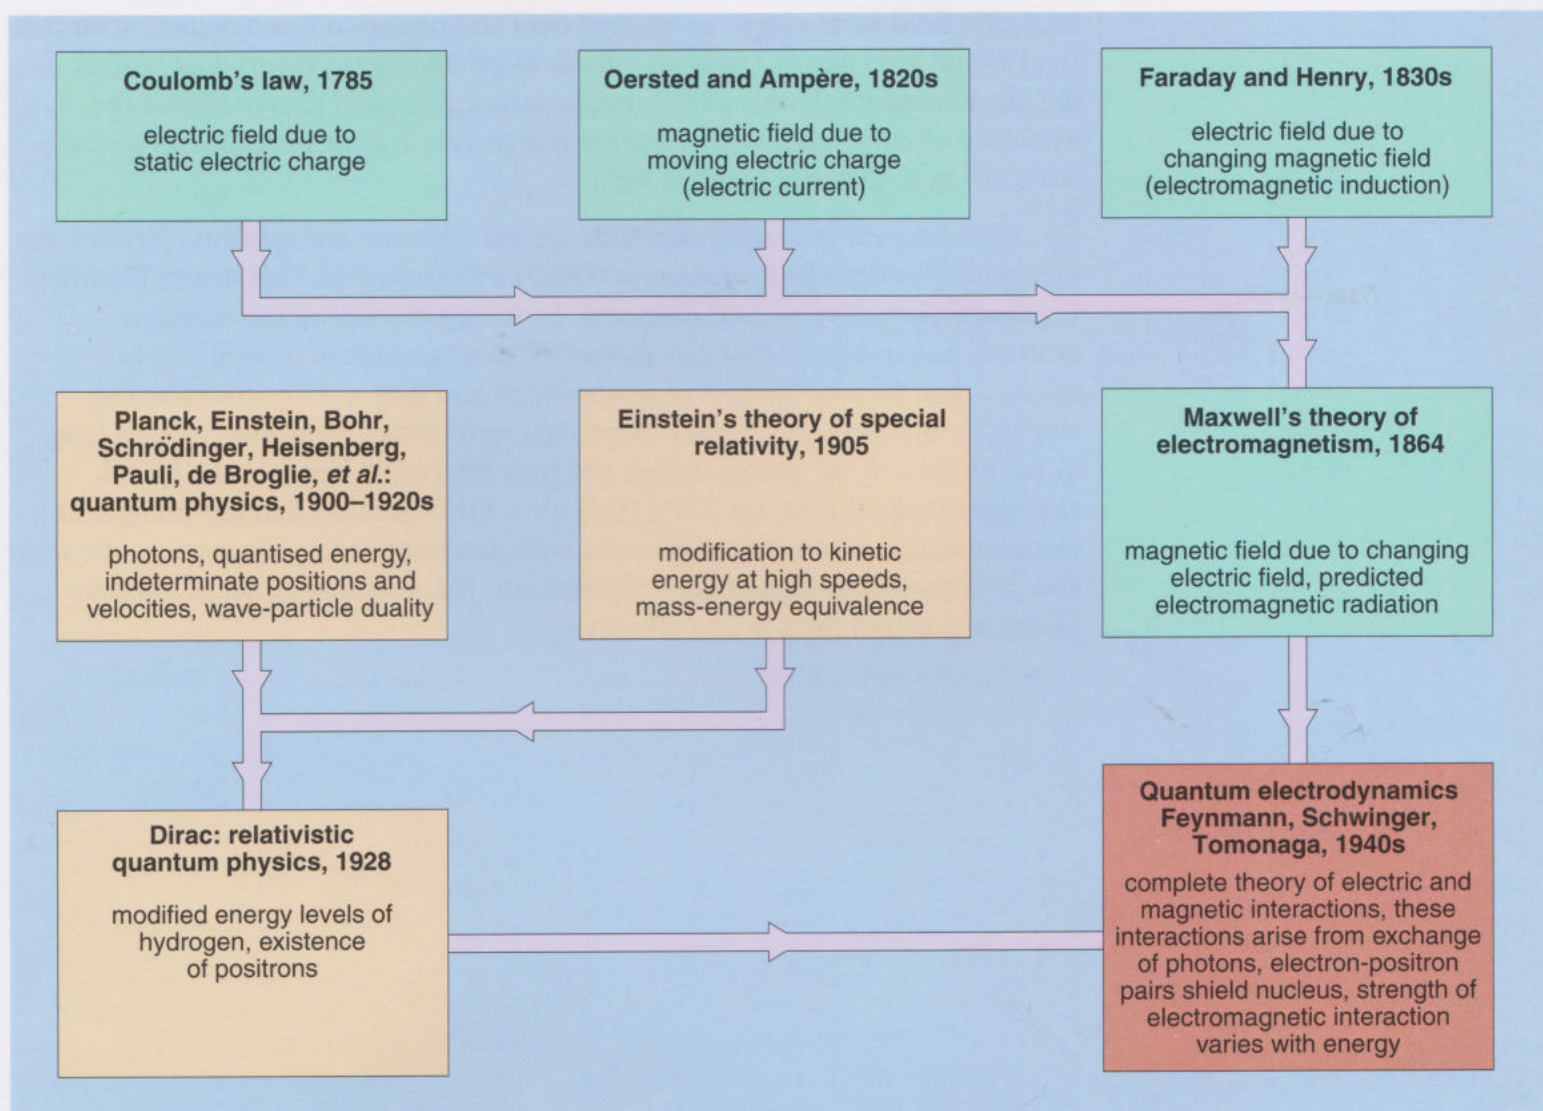 Coulomb's law, 1785
electric field due to
static electric charge
Oersted and Ampère, 1820s
magnetic field due to
moving electric charge
(electric current)
Faraday and Henry, 1830s
electric field due to
changing magnetic field
(electromagnetic induction)
Planck, Einstein, Bohr,
Schrödinger, Heisenberg,
Pauli, de Broglie, et al.:
quantum physics, 1900–1920s
photons, quantised energy,
indeterminate positions and
velocities, wave-particle duality
Einstein's theory of special
relativity, 1905
modification to kinetic
energy at high speeds,
mass-energy equivalence
Maxwell's theory of
electromagnetism, 1864
magnetic field due to changing
electric field, predicted
electromagnetic radiation
Dirac: relativistic
quantum physics, 1928
modified energy levels of
hydrogen, existence
of positrons
Quantum electrodynamics
Feynmann, Schwinger,
Tomonaga, 1940s
complete theory of electric and
magnetic interactions, these
interactions arise from exchange
of photons, electron-positron
pairs shield nucleus, strength of
electromagnetic interaction
varies with energy